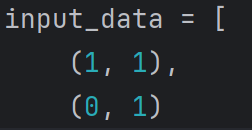 input_data = [
    (1, 1),
    (0, 1)